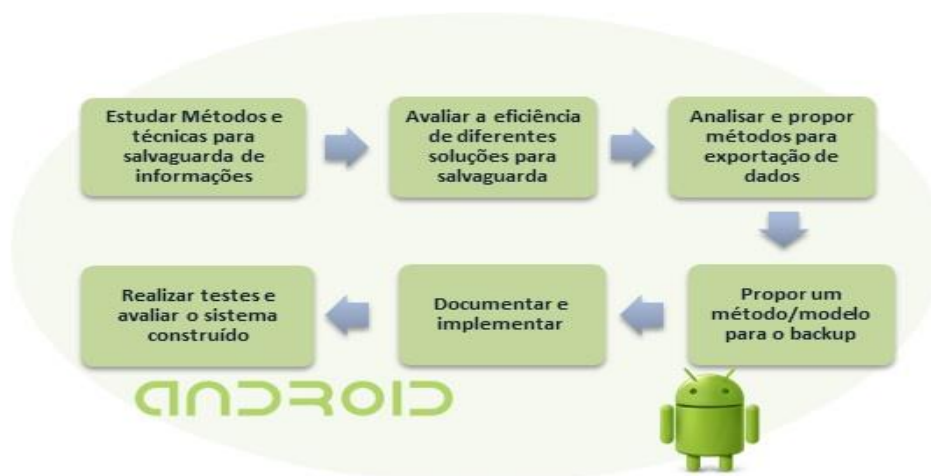 Estudar Métodos e
técnicas para
salvaguarda de
informações
Avaliar a eficiência
de diferentes
soluções para
salvaguarda
Analisar e propor
métodos para
exportação de
dados
Propor um
método/modelo
para o backup
Documentar e
implementar
Realizar testes e
avaliar o sistema
construído
ANDROID